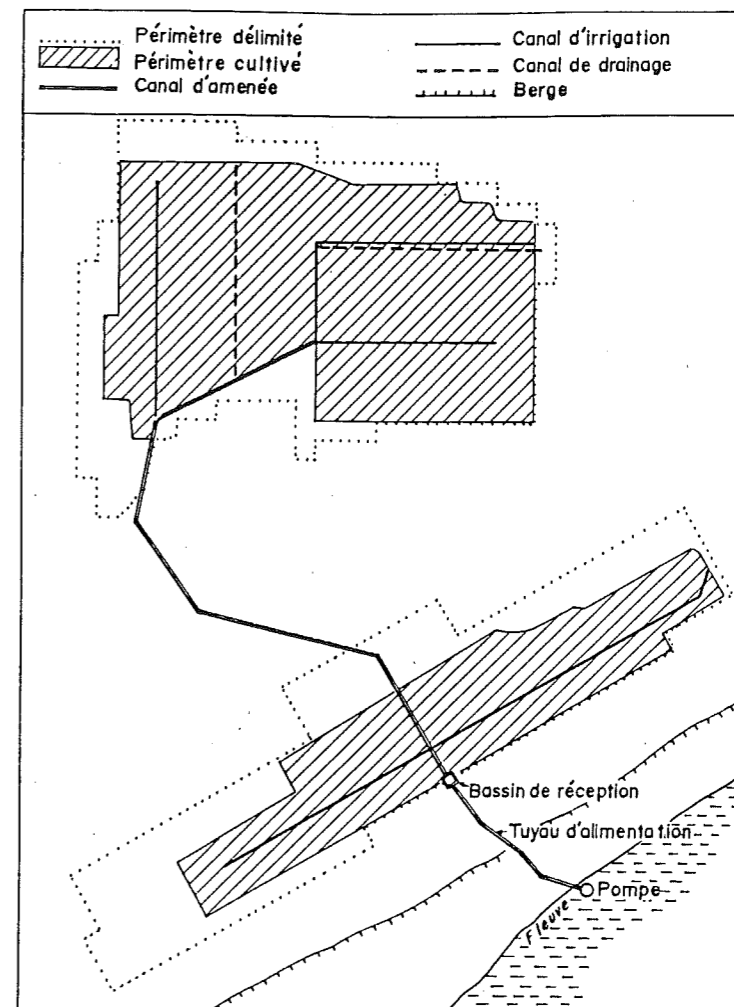 Périmètre délimité
Périmètre cultivé
Canal d'amenée
Canal d'irrigation
Canal de drainage
Berge
Bassin de réception
Tuyau d'alimentation
Pompe
Fleuve